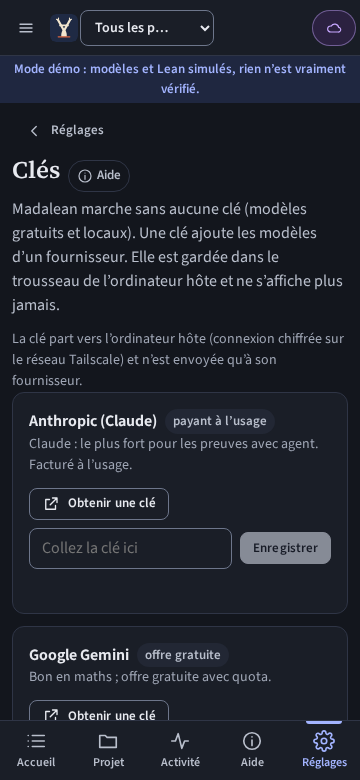 Tous les p…
Mode démo : modèles et Lean simulés, rien n’est vraiment
vérifié.
Réglages
Clés
Aide
Madalean marche sans aucune clé (modèles
gratuits et locaux). Une clé ajoute les modèles
d’un fournisseur. Elle est gardée dans le
trousseau de l’ordinateur hôte et ne s’affiche plus
jamais.
La clé part vers l’ordinateur hôte (connexion chiffrée sur
le réseau Tailscale) et n’est envoyée qu’à son
fournisseur.
Anthropic (Claude) payant à l’usage
Claude : le plus fort pour les preuves avec agent.
Facturé à l’usage.
Obtenir une clé
Collez la clé ici
Enregistrer
Google Gemini offre gratuite
Bon en maths ; offre gratuite avec quota.
Obtenir une clé
Accueil
Projet
Activité
Aide
Réglages